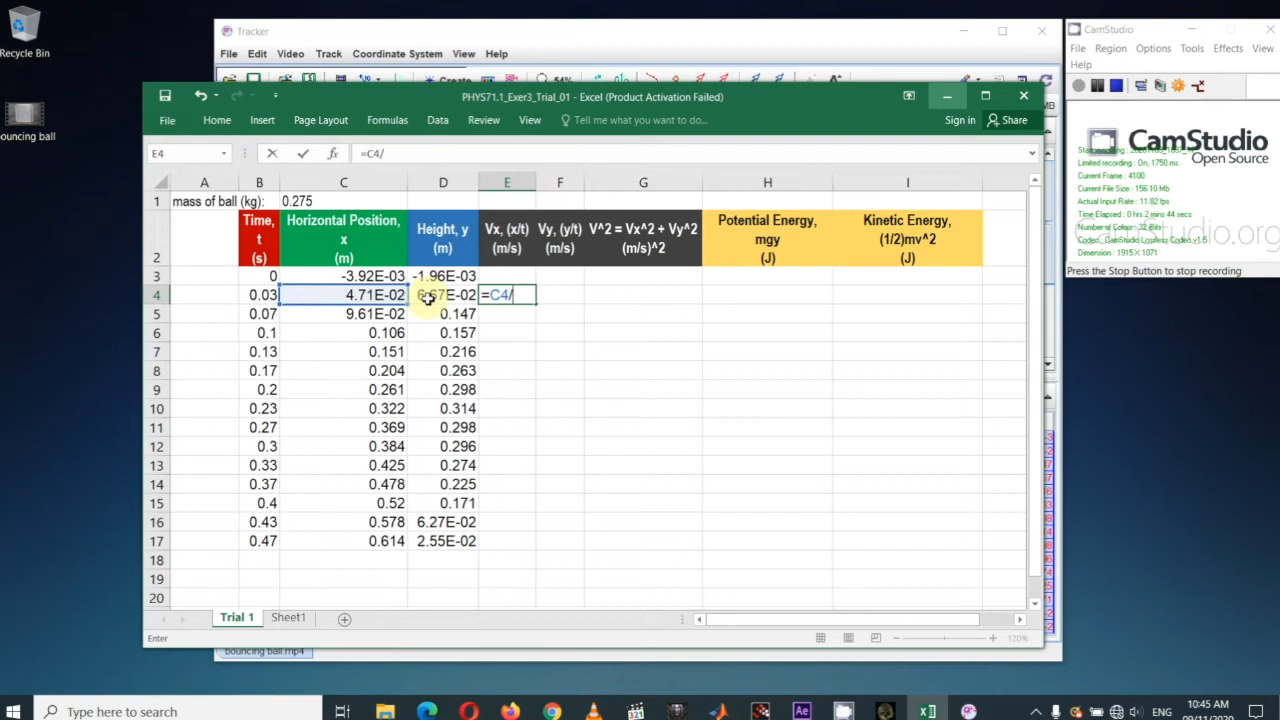 Recycle Bin
ouncing ball
Tracker
File Edit Video Track Coordinate System View Help
Create
CamStudio
File Region Options Tools Effects View
Help
CamStudio
Open Source
Limited recording : On, 1750 ms.
Current Frame : 4100
Current File Size : 156.10 Mb
Actual Input Rate : 11.82 fps
Time Elapsed : 0 hrs 2 mins 44 secs
Number of Colors : 32 Bits
Codec : CamStudio Lossless Codec v1.5
Dimension : 1915 X 1071
CamStudio.org
Press the Stop Button to stop recording
PHYS71.1_Exer3_Trial_01 - Excel (Product Activation Failed)
File Home Insert Page Layout Formulas Data Review View Tell me what you want to do... Sign in Share
E4 fx =C4/
A B C D E F G H I
1 mass of ball (kg): 0.275
2 Time, t (s) Horizontal Position, x (m) Height, y (m) Vx, (x/t) (m/s) Vy, (y/t) (m/s) V^2 = Vx^2 + Vy^2 (m/s)^2 Potential Energy, mgy (J) Kinetic Energy, (1/2)mv^2 (J)
3 0 -3.92E-03 -1.96E-03
4 0.03 4.71E-02 6.67E-02 =C4/
5 0.07 9.61E-02 0.147
6 0.1 0.106 0.157
7 0.13 0.151 0.216
8 0.17 0.204 0.263
9 0.2 0.261 0.298
10 0.23 0.322 0.314
11 0.27 0.369 0.298
12 0.3 0.384 0.296
13 0.33 0.425 0.274
14 0.37 0.478 0.225
15 0.4 0.52 0.171
16 0.43 0.578 6.27E-02
17 0.47 0.614 2.55E-02
18
19
20
Trial 1 Sheet1
Enter 120%
bouncing ball.mp4
Type here to search
ENG
10:45 AM
09/11/2020